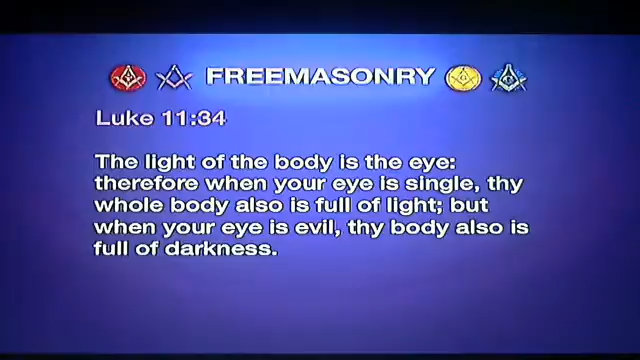 FREEMASONRY
Luke 11:34
The light of the body is the eye:
therefore when your eye is single, thy
whole body also is full of light; but
when your eye is evil, thy body also is
full of darkness.